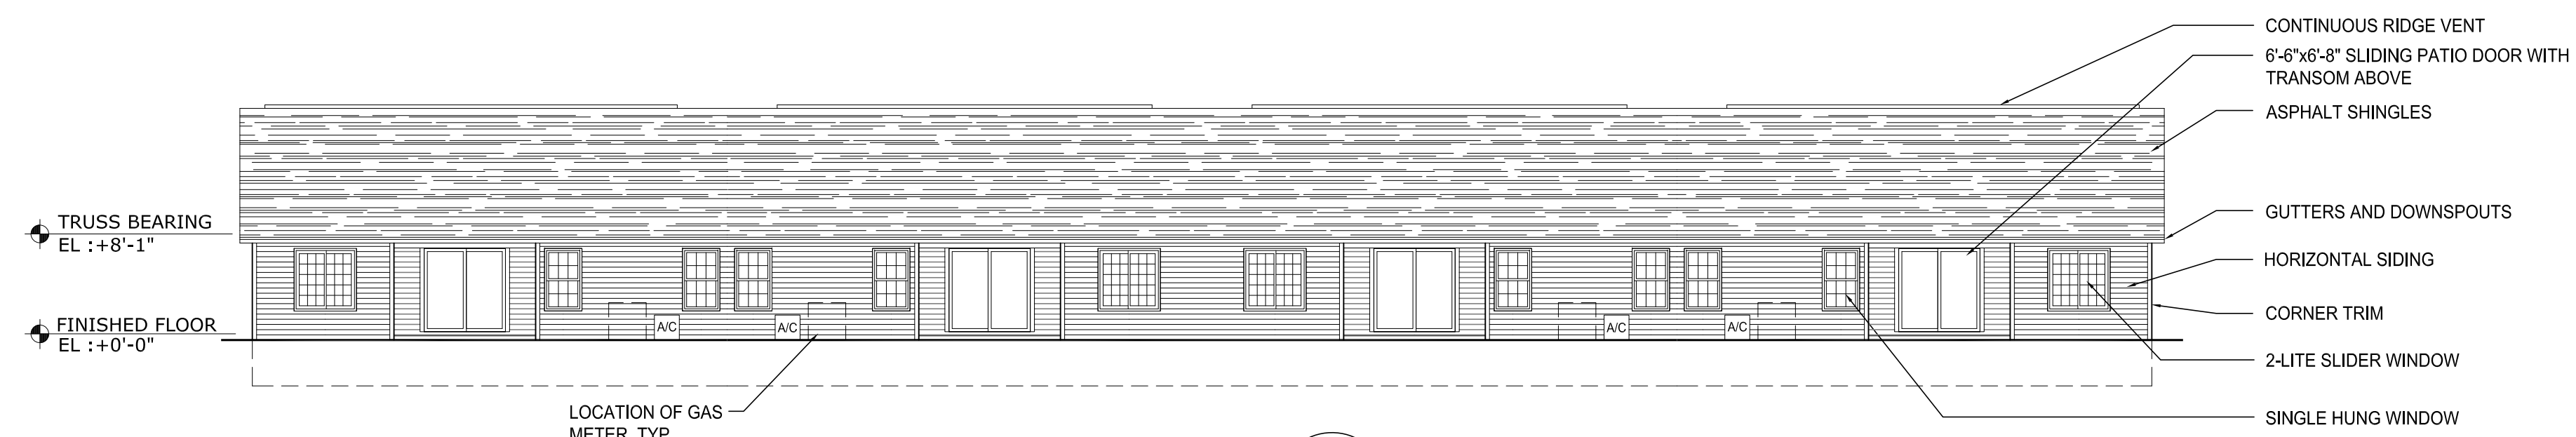 CONTINUOUS RIDGE VENT
6'-6"x6'-8" SLIDING PATIO DOOR WITH
TRANSOM ABOVE
ASPHALT SHINGLES
TRUSS BEARING
EL :+8'-1"
GUTTERS AND DOWNSPOUTS
HORIZONTAL SIDING
CORNER TRIM
FINISHED FLOOR
EL :+0'-0"
A/C
A/C
A/C
A/C
2-LITE SLIDER WINDOW
LOCATION OF GAS
METER, TYP
SINGLE HUNG WINDOW